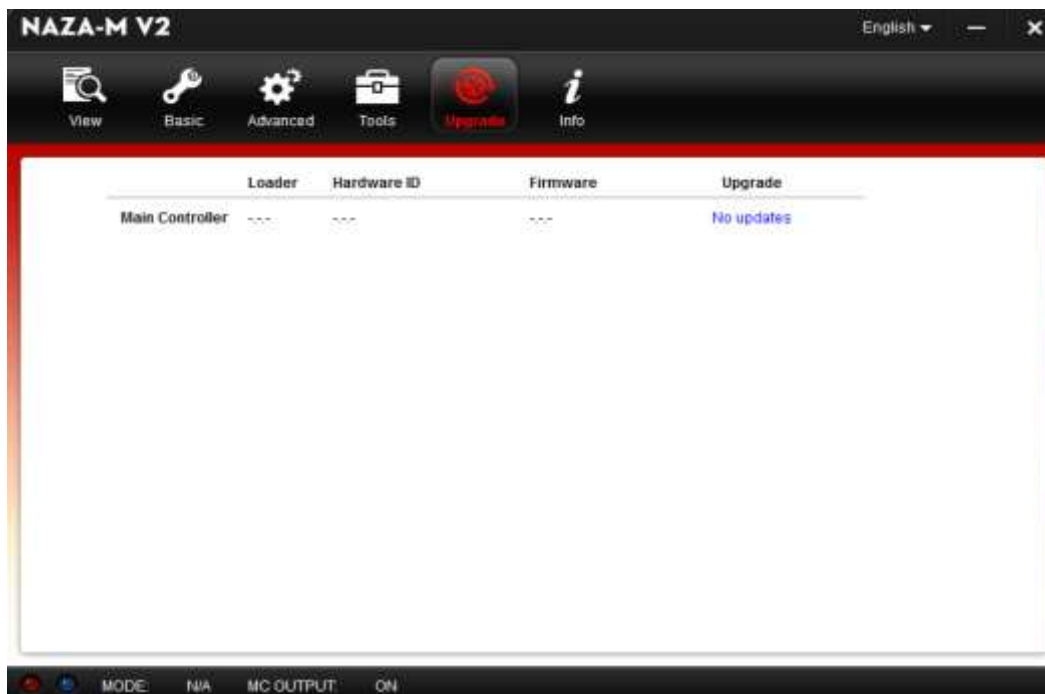 NAZA-M V2
English
View Basic Advanced Tools Upgrade Info
Loader Hardware ID Firmware Upgrade
Main Controller -.-.- -.-.- -.-.- No updates
MODE: N/A MC OUTPUT: ON